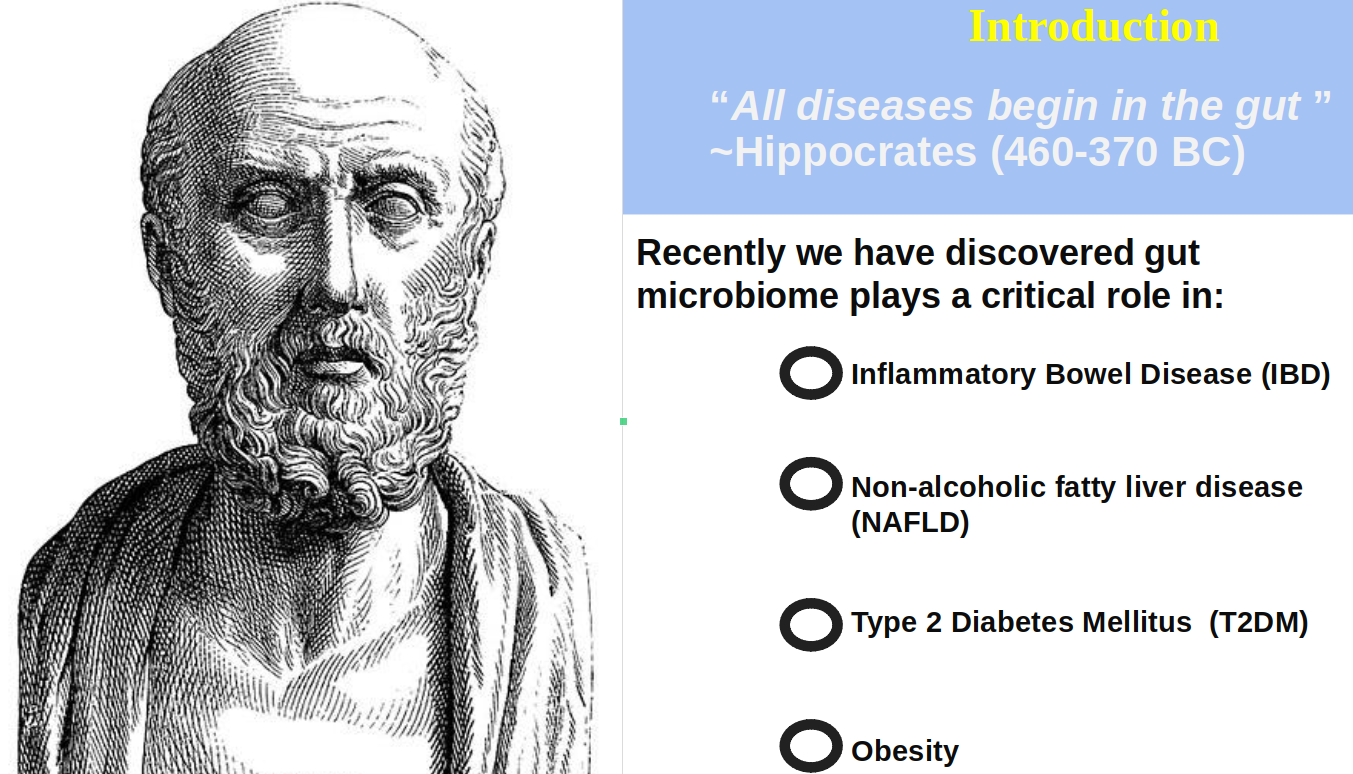 Introduction
“All diseases begin in the gut ”
~Hippocrates (460-370 BC)
Recently we have discovered gut
microbiome plays a critical role in:
Inflammatory Bowel Disease (IBD)
Non-alcoholic fatty liver disease
(NAFLD)
Type 2 Diabetes Mellitus  (T2DM)
Obesity